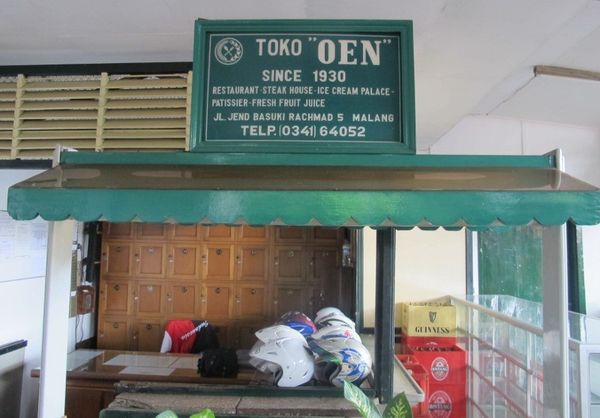 TOKO "OEN"
SINCE 1930
RESTAURANT-STEAK HOUSE-ICE CREAM PALACE-
PATISSIER-FRESH FRUIT JUICE
JL. JEND BASUKI RACHMAD 5 MALANG
TELP. (0341) 64052
GUINNESS